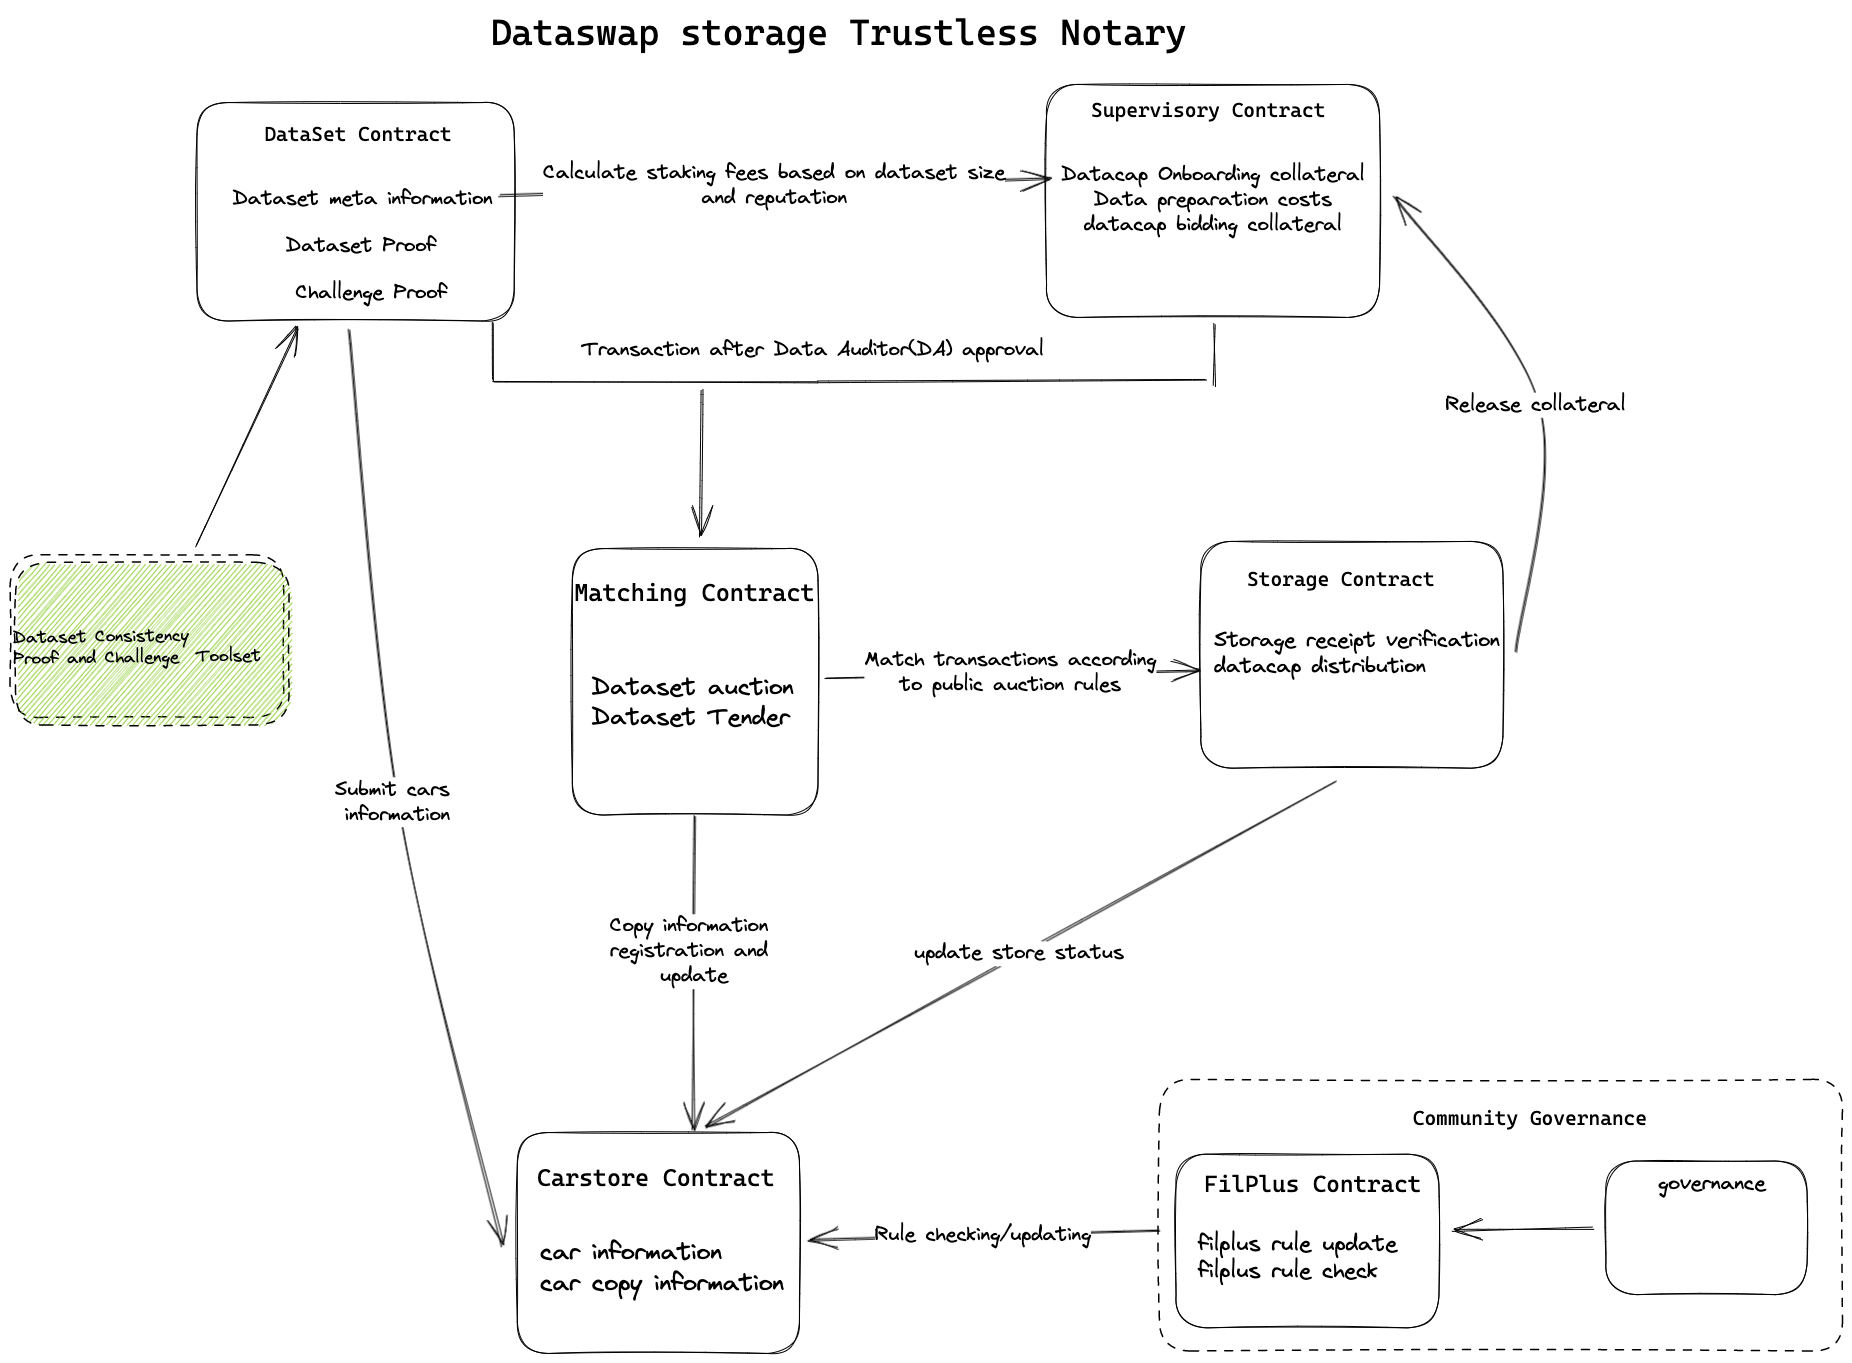 Dataswap storage Trustless Notary
DataSet Contract
Dataset meta information
Dataset Proof
Challenge Proof
Calculate staking fees based on dataset size
and reputation
Supervisory Contract
Datacap Onboarding collateral
Data preparation costs
datacap bidding collateral
Transaction after Data Auditor(DA) approval
Release collateral
Dataset Consistency
Proof and Challenge Toolset
Matching Contract
Dataset auction
Dataset Tender
Match transactions according
to public auction rules
Storage Contract
Storage receipt verification
datacap distribution
Submit cars
information
Copy information
registration and
update
update store status
Carstore Contract
car information
car copy information
Rule checking/updating
Community Governance
FilPlus Contract
filplus rule update
filplus rule check
governance